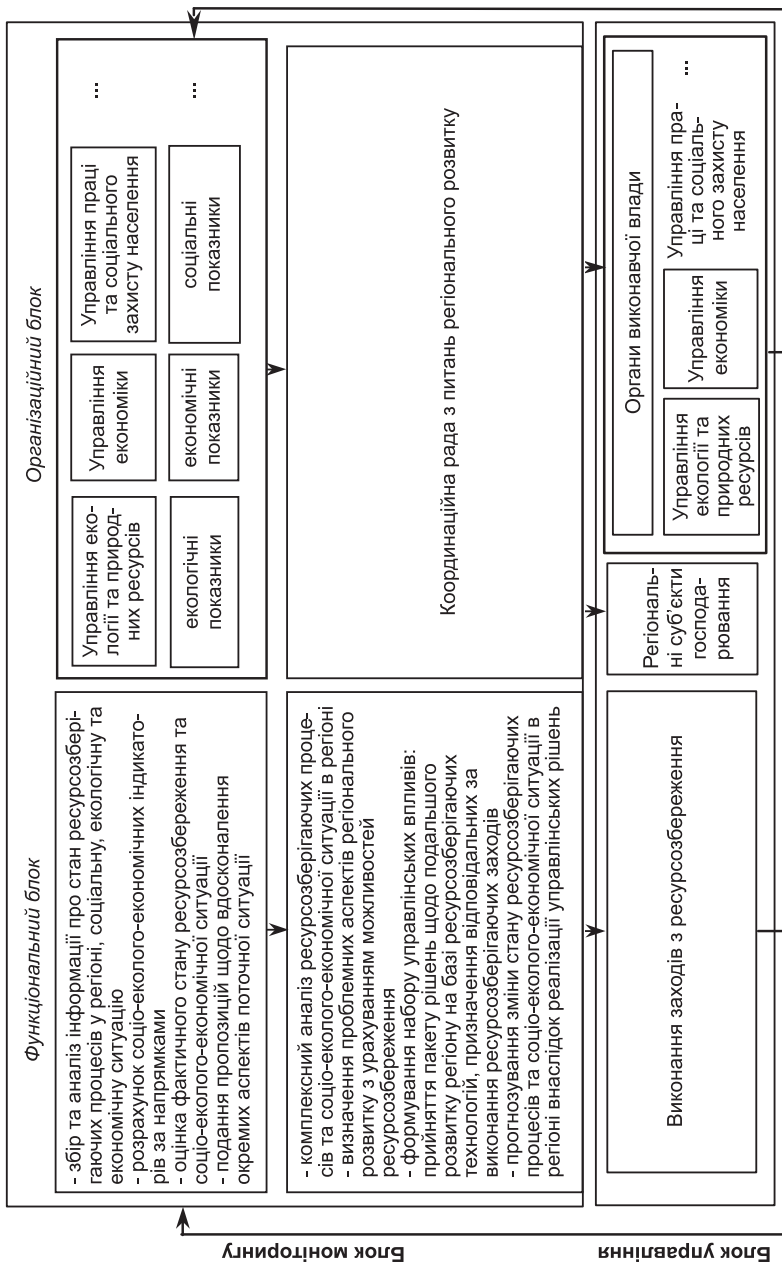 Функціональний блок
Організаційний блок
Блок моніторингу
- збір та аналіз інформації про стан ресурсозбері-
гаючих процесів у регіоні, соціальну, екологічну та
економічну ситуацію
- розрахунок соціо-еколого-економічних індикато-
рів за напрямками
- оцінка фактичного стану ресурсозбереження та
соціо-еколого-економічної ситуації
- подання пропозицій щодо вдосконалення
окремих аспектів поточної ситуації
Управління еко-
логії та природ-
них ресурсів
Управління
економіки
Управління праці
та соціального
захисту населення
...
екологічні
показники
економічні
показники
соціальні
показники
...
- комплексний аналіз ресурсозберігаючих проце-
сів та соціо-еколого-економічної ситуації в регіоні
- визначення проблемних аспектів регіонального
розвитку з урахуванням можливостей
ресурсозбереження
- формування набору управлінських впливів:
прийняття пакету рішень щодо подальшого
розвитку регіону на базі ресурсозберігаючих
технологій, призначення відповідальних за
виконання ресурсозберігаючих заходів
- прогнозування зміни стану ресурсозберігаючих
процесів та соціо-еколого-економічної ситуації в
регіоні внаслідок реалізації управлінських рішень
Координаційна рада з питань регіонального розвитку
Блок управління
Виконання заходів з ресурсозбереження
Регіональ-
ні суб'єкти
господа-
рювання
Органи виконавчої влади
Управління
екології та
природних
ресурсів
Управління
економіки
Управління пра-
ці та соціаль-
ного захисту
населення
...